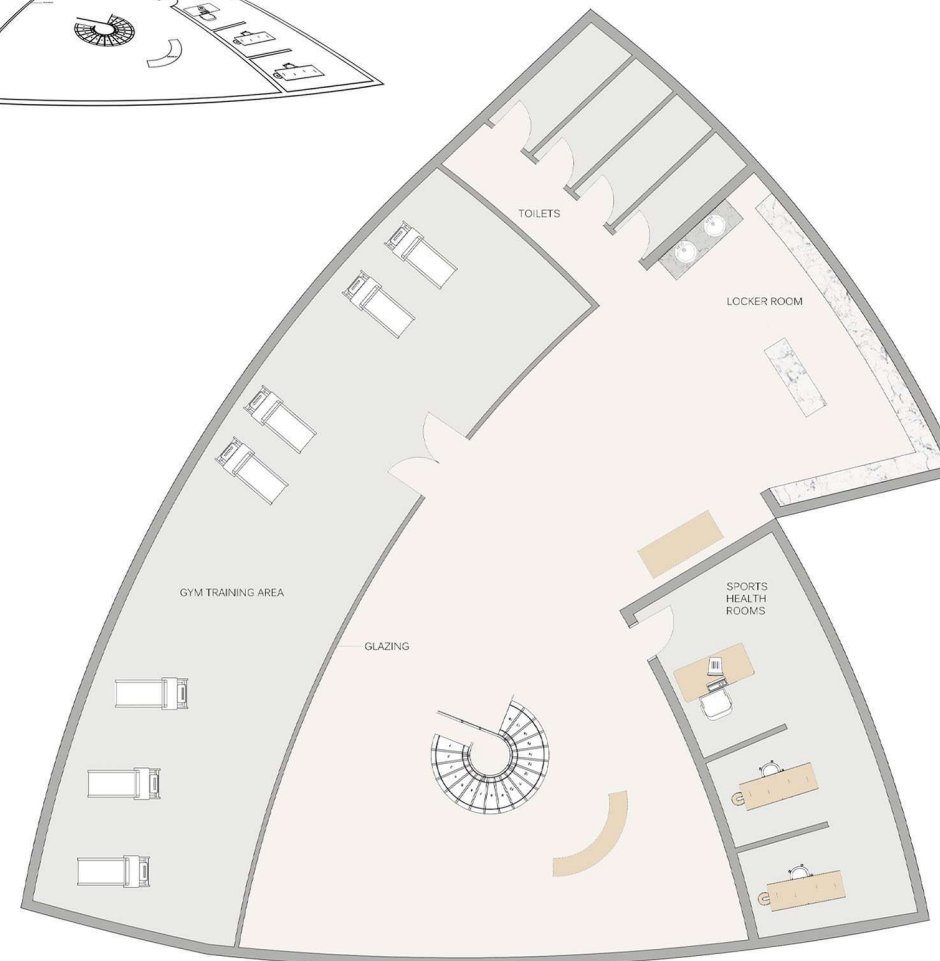 TOILETS
LOCKER ROOM
GYM TRAINING AREA
SPORTS
HEALTH
ROOMS
GLAZING